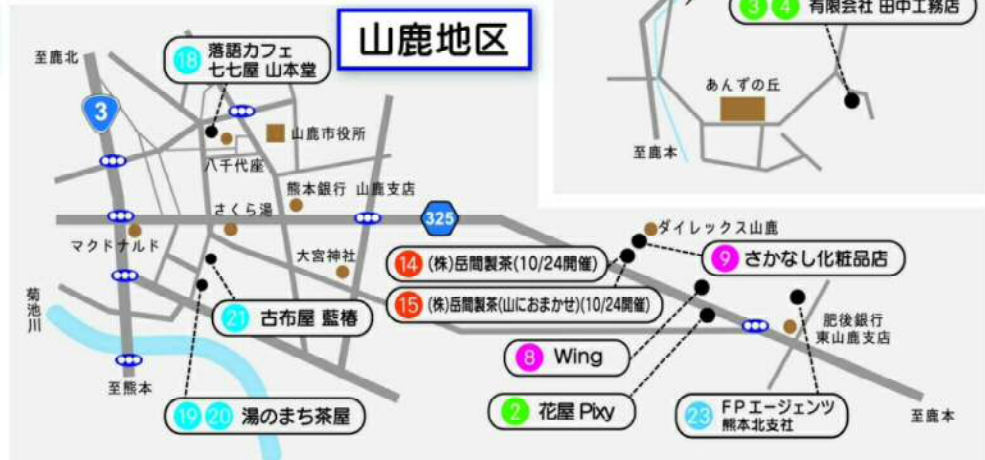 山鹿地区
3 4 有限会社 田中工務店
あんずの丘
至鹿本
至鹿北
18 落語カフェ
七七屋 山本堂
3
山鹿市役所
八千代座
熊本銀行 山鹿支店
さくら湯
325
マクドナルド
大宮神社
ダイレックス山鹿
14 (株)岳間製茶(10/24開催)
9 さかなし化粧品店
15 (株)岳間製茶(山におまかせ)(10/24開催)
菊池川
21 古布屋 藍椿
肥後銀行
東山鹿支店
8 Wing
至熊本
19 20 湯のまち茶屋
2 花屋 Pixy
23 FPエージェンツ
熊本北支社
至鹿本